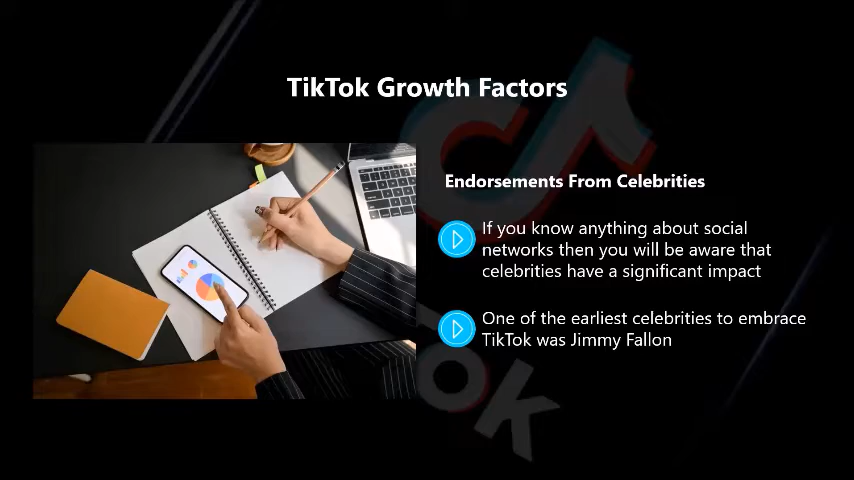 TikTok Growth Factors
Endorsements From Celebrities
If you know anything about social
networks then you will be aware that
celebrities have a significant impact
One of the earliest celebrities to embrace
TikTok was Jimmy Fallon
Tok